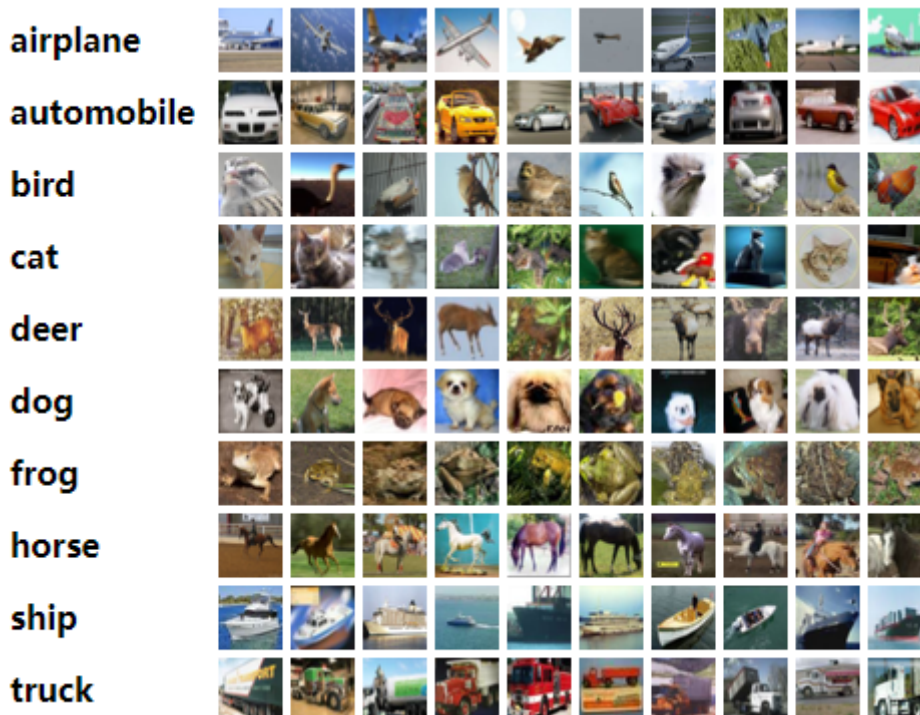 airplane
automobile
bird
cat
deer
dog
frog
horse
ship
truck